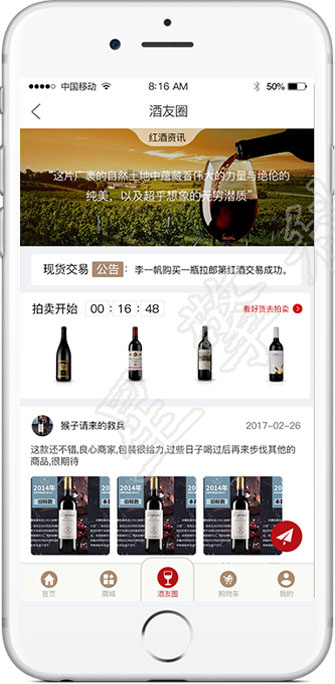 中国移动 8:16 AM 50%
酒友圈
红酒资讯
“这片广袤的自然土地中蕴藏着伟大的力量与绝伦的
纯美，以及超乎想象的无穷潜质”
现货交易 公告：李一帆购买一瓶拉郎第红酒交易成功。
拍卖开始 00:16:48 看好货去拍卖
猴子请来的救兵 2017-02-26
这款还不错,良心商家,包装很给力,过些日子喝过后再来步伐其他的
商品,很期待
2014年 2014年 2014年
首页 商城 酒友圈 购物车 我的